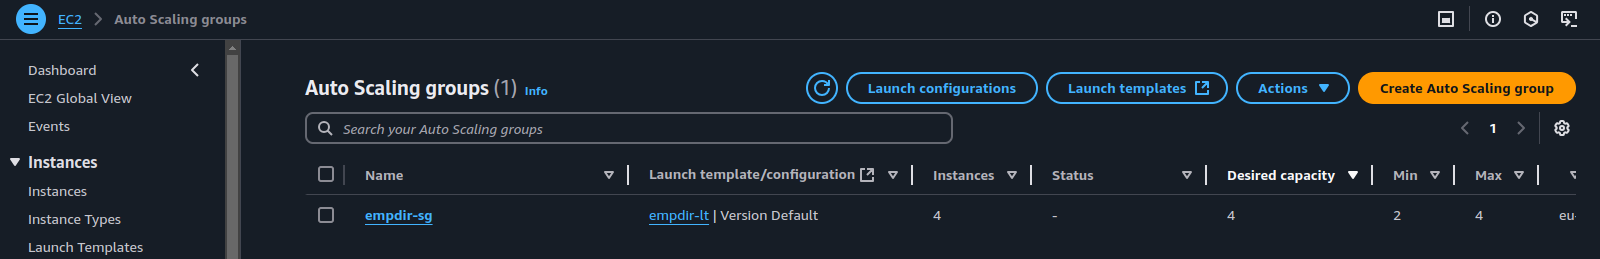 EC2 Auto Scaling groups
Dashboard
EC2 Global View
Events
Instances
Instances
Instance Types
Launch Templates
Auto Scaling groups (1) Info
Launch configurations Launch templates Actions Create Auto Scaling group
Search your Auto Scaling groups
1
Name Launch template/configuration Instances Status Desired capacity Min Max
empdir-sg empdir-lt | Version Default 4 - 4 2 4 eu-